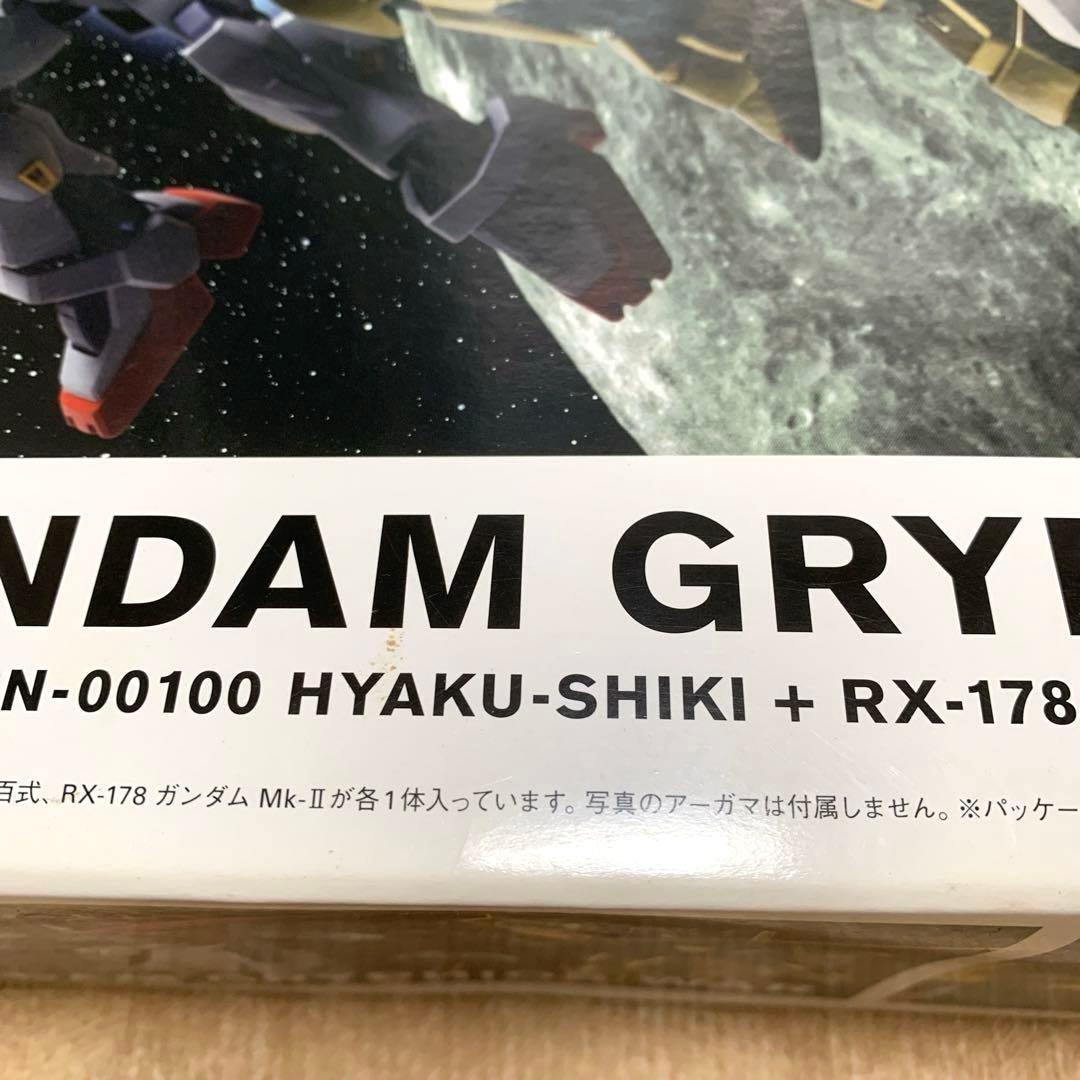 NDAM GRY
N-00100 HYAKU-SHIKI + RX-178
百式、RX-178 ガンダム Mk-Ⅱが各1体入っています。写真のアーガマは付属しません。※パッケー